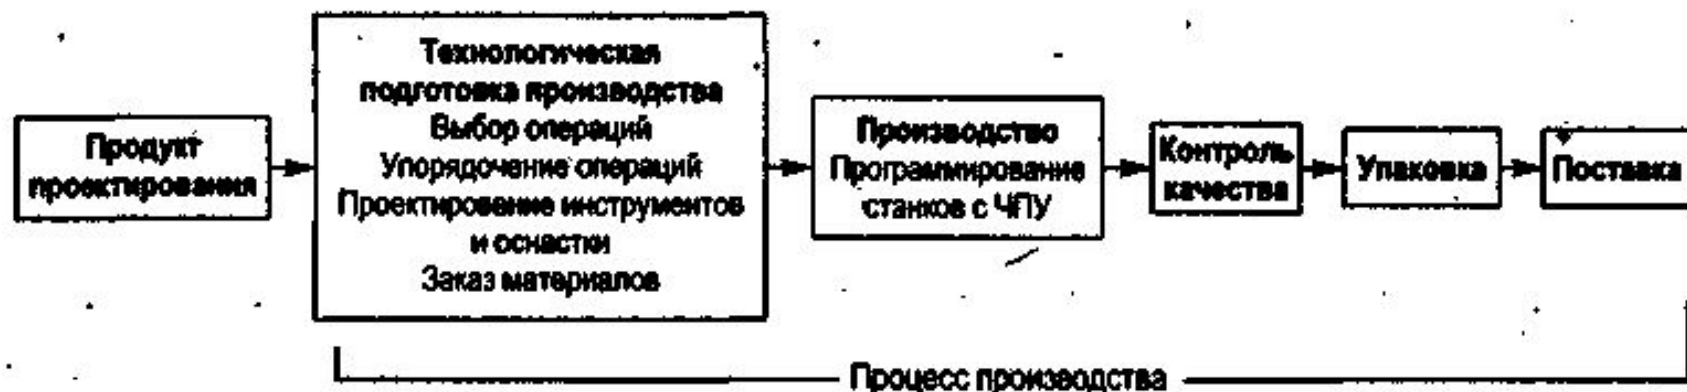 Продукт
проектирования
Технологическая
подготовка производства
Выбор операций
Упорядочение операций
Проектирование инструментов
и оснастки
Заказ материалов
Производство
Программирование
станков с ЧПУ
Контроль
качества
Упаковка
Поставка
Процесс производства